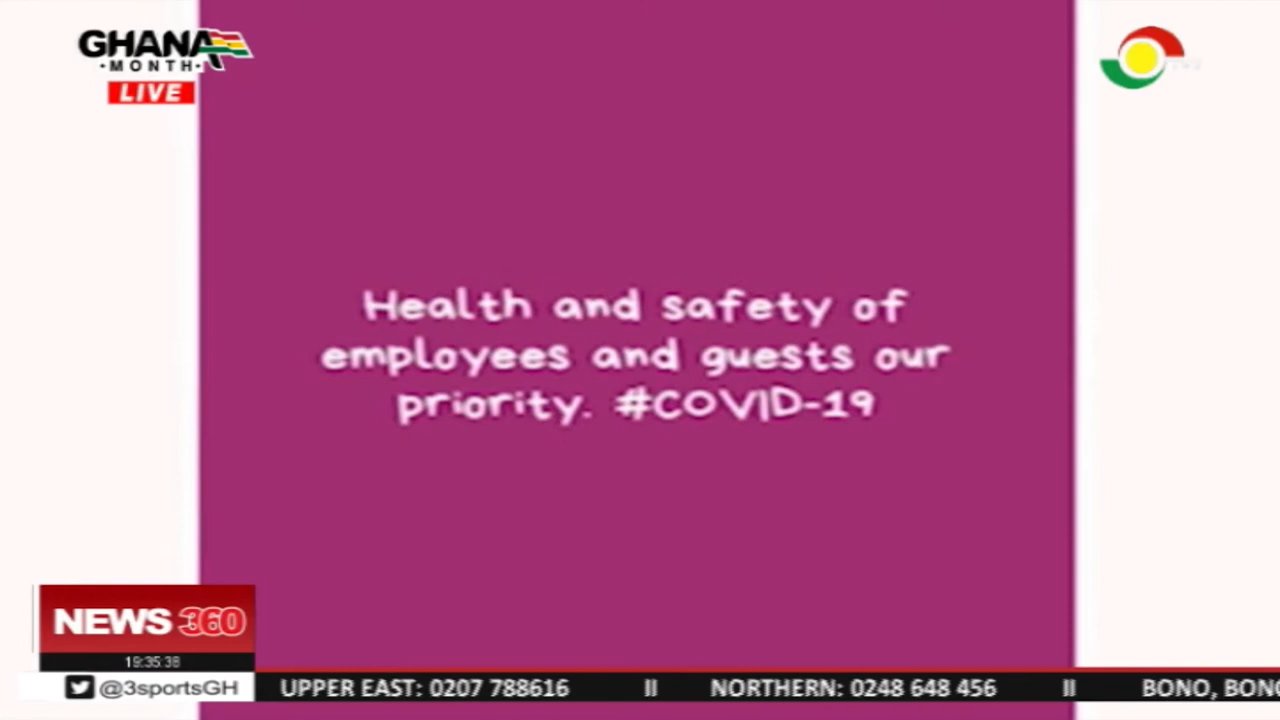 GHANA
MONTH
LIVE
Health and safety of
employees and guests our
priority. #COVID-19
NEWS 360
19:35:38
@3sportsGH
UPPER EAST: 0207 788616 || NORTHERN: 0248 648 456 || BONO, BONO